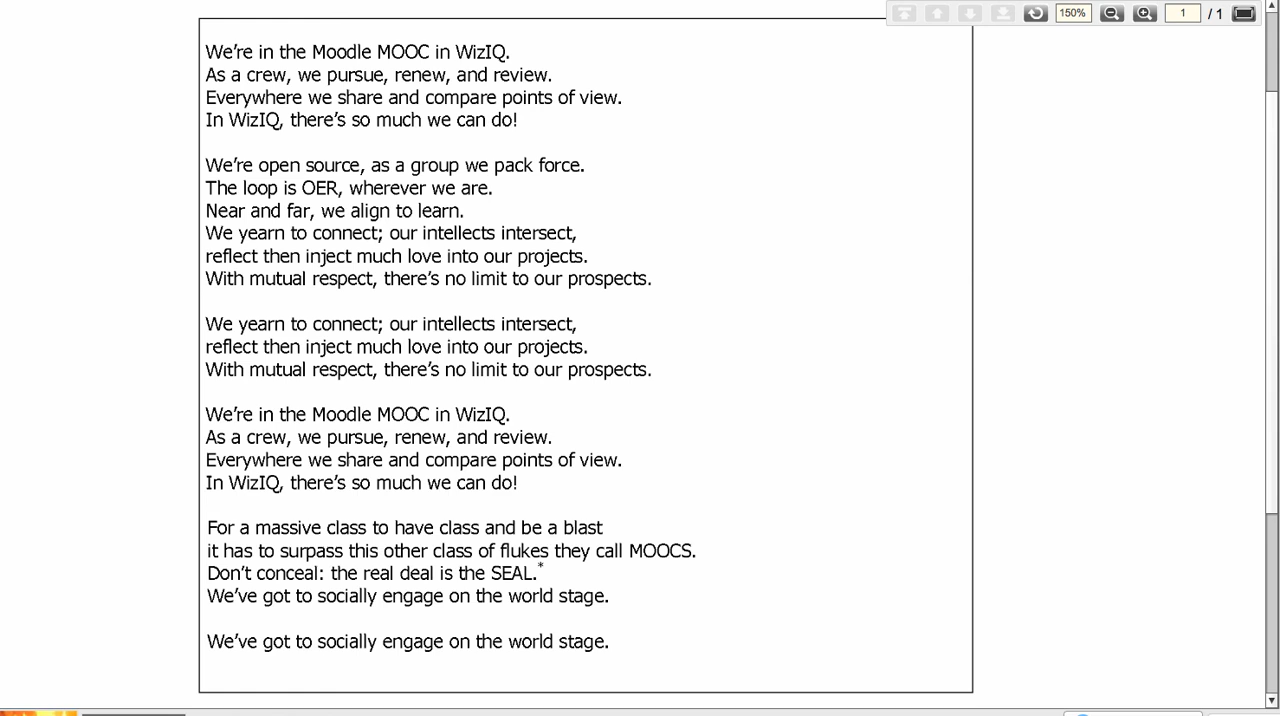 150%
1
/ 1
We're in the Moodle MOOC in WizIQ.
As a crew, we pursue, renew, and review.
Everywhere we share and compare points of view.
In WizIQ, there's so much we can do!
We're open source, as a group we pack force.
The loop is OER, wherever we are.
Near and far, we align to learn.
We yearn to connect; our intellects intersect,
reflect then inject much love into our projects.
With mutual respect, there's no limit to our prospects.
We yearn to connect; our intellects intersect,
reflect then inject much love into our projects.
With mutual respect, there's no limit to our prospects.
We're in the Moodle MOOC in WizIQ.
As a crew, we pursue, renew, and review.
Everywhere we share and compare points of view.
In WizIQ, there's so much we can do!
For a massive class to have class and be a blast
it has to surpass this other class of flukes they call MOOCS.
Don't conceal: the real deal is the SEAL.*
We've got to socially engage on the world stage.
We've got to socially engage on the world stage.